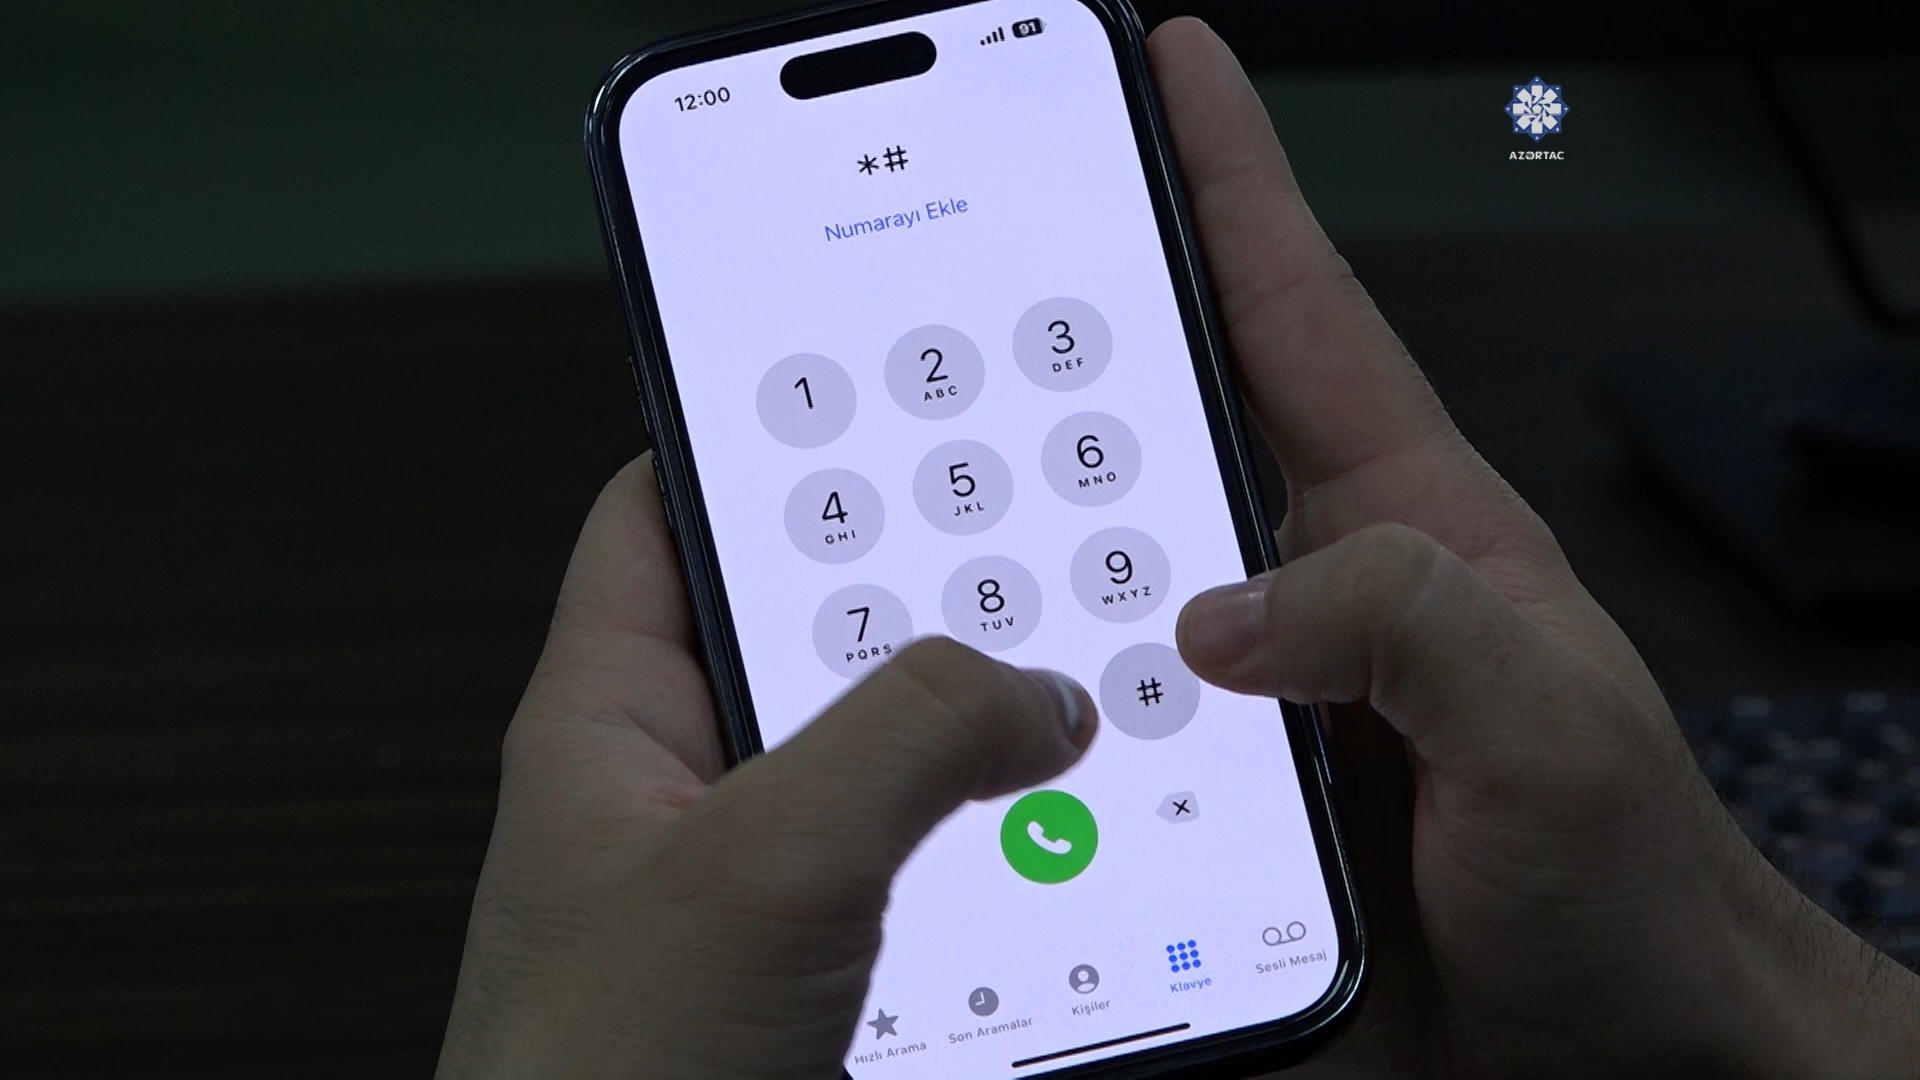 12:00
91
AZƏRTAC
*#
Numarayı Ekle
1
2
ABC
3
DEF
4
GHI
5
JKL
6
MNO
7
PQRS
8
TUV
9
WXYZ
#
Hızlı Arama
Son Aramalar
Kişiler
Klavye
Sesli Mesaj